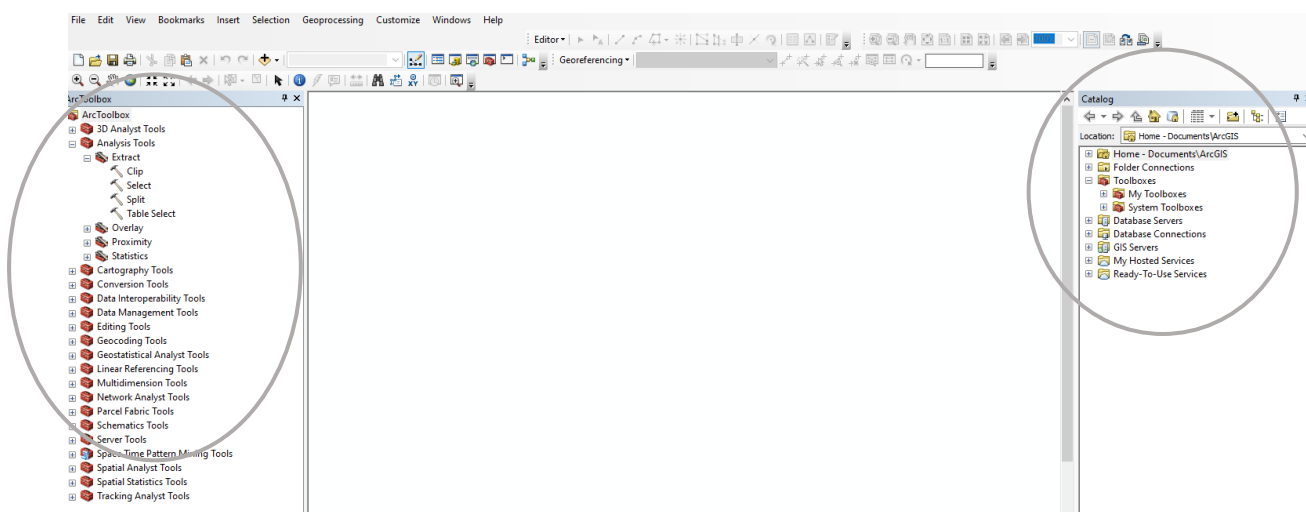 File Edit View Bookmarks Insert Selection Geoprocessing Customize Windows Help
Editor
Georeferencing
ArcToolbox
ArcToolbox
3D Analyst Tools
Analysis Tools
Extract
Clip
Select
Split
Table Select
Overlay
Proximity
Statistics
Cartography Tools
Conversion Tools
Data Interoperability Tools
Data Management Tools
Editing Tools
Geocoding Tools
Geostatistical Analyst Tools
Linear Referencing Tools
Multidimension Tools
Network Analyst Tools
Parcel Fabric Tools
Schematics Tools
Server Tools
Space Time Pattern Mining Tools
Spatial Analyst Tools
Spatial Statistics Tools
Tracking Analyst Tools
Catalog
Location: Home - Documents\ArcGIS
Home - Documents\ArcGIS
Folder Connections
Toolboxes
My Toolboxes
System Toolboxes
Database Servers
Database Connections
GIS Servers
My Hosted Services
Ready-To-Use Services